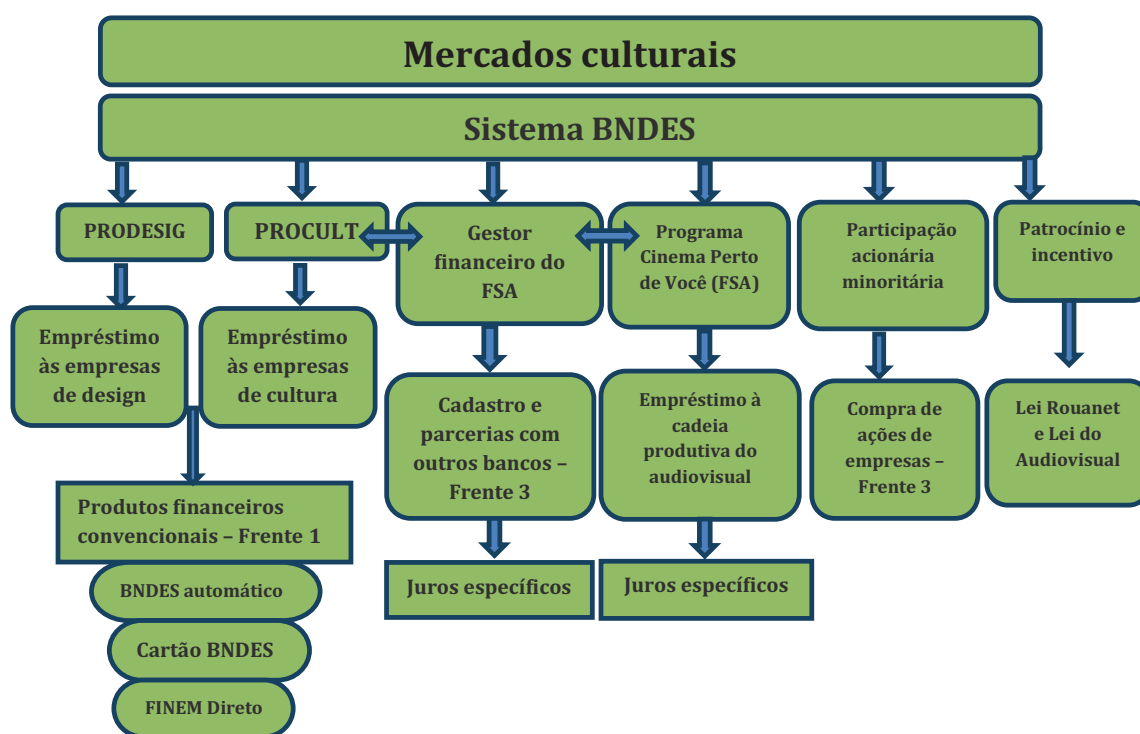 Mercados culturais
Sistema BNDES
PRODESIG
PROCULT
Gestor
financeiro do
FSA
Programa
Cinema Perto
de Você (FSA)
Participação
acionária
minoritária
Patrocínio e
incentivo
Empréstimo
às empresas
de design
Empréstimo
às empresas
de cultura
Cadastro e
parcerias com
outros bancos –
Frente 3
Empréstimo à
cadeia
produtiva do
audiovisual
Compra de
ações de
empresas –
Frente 3
Lei Rouanet
e Lei do
Audiovisual
Produtos financeiros
convencionais – Frente 1
BNDES automático
Cartão BNDES
FINEM Direto
Juros específicos
Juros específicos